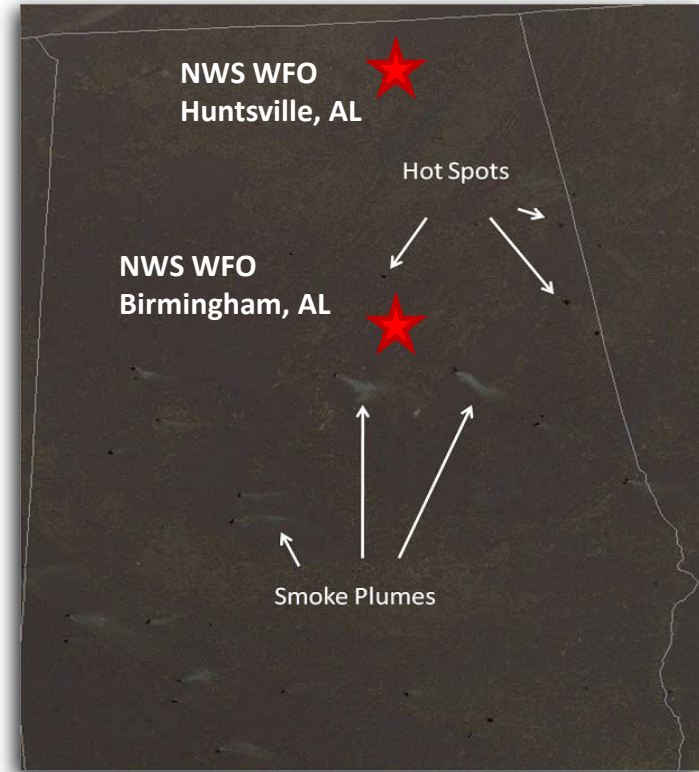 NWS WFO
Huntsville, AL
Hot Spots
NWS WFO
Birmingham, AL
Smoke Plumes